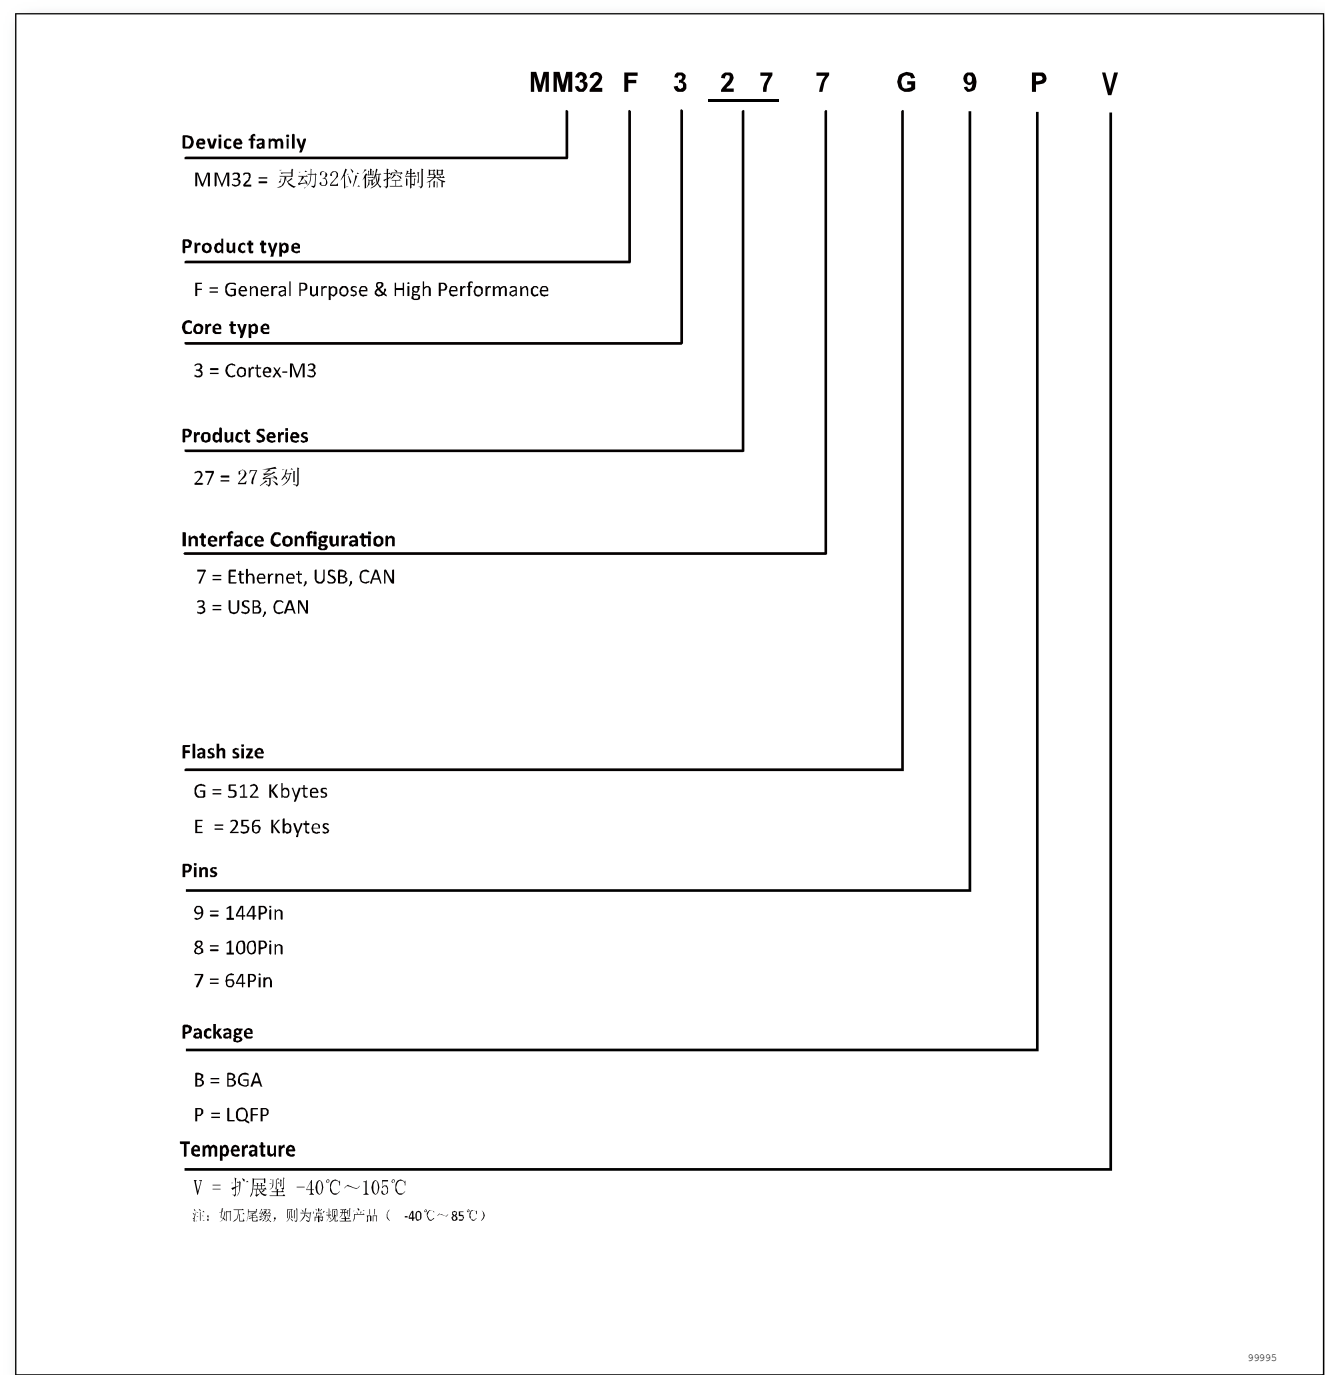 MM32 F 3 2 7 7 G 9 P V
Device family
MM32 = 灵动32位微控制器
Product type
F = General Purpose & High Performance
Core type
3 = Cortex-M3
Product Series
27 = 27系列
Interface Configuration
7 = Ethernet, USB, CAN
3 = USB, CAN
Flash size
G = 512 Kbytes
E = 256 Kbytes
Pins
9 = 144Pin
8 = 100Pin
7 = 64Pin
Package
B = BGA
P = LQFP
Temperature
V = 扩展型 -40℃~105℃
注：如无尾缀，则为常规型产品（ -40℃~85℃）
99995